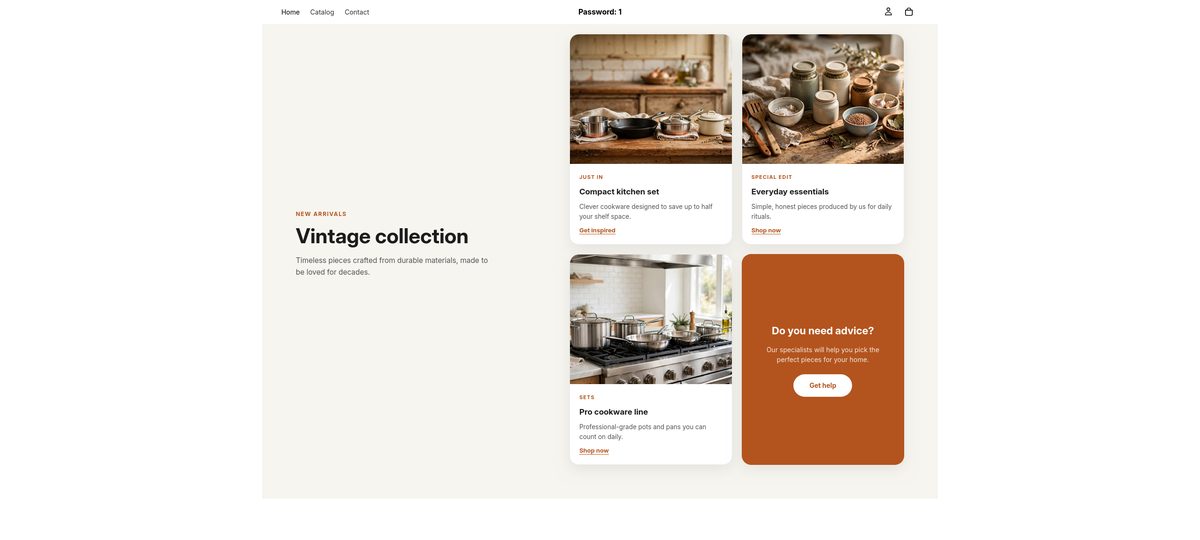 Home Catalog Contact
Password: 1
NEW ARRIVALS
Vintage collection
Timeless pieces crafted from durable materials, made to
be loved for decades.
JUST IN
Compact kitchen set
Clever cookware designed to save up to half
your shelf space.
Get inspired
SPECIAL EDIT
Everyday essentials
Simple, honest pieces produced by us for daily
rituals.
Shop now
SETS
Pro cookware line
Professional-grade pots and pans you can
count on daily.
Shop now
Do you need advice?
Our specialists will help you pick the
perfect pieces for your home.
Get help